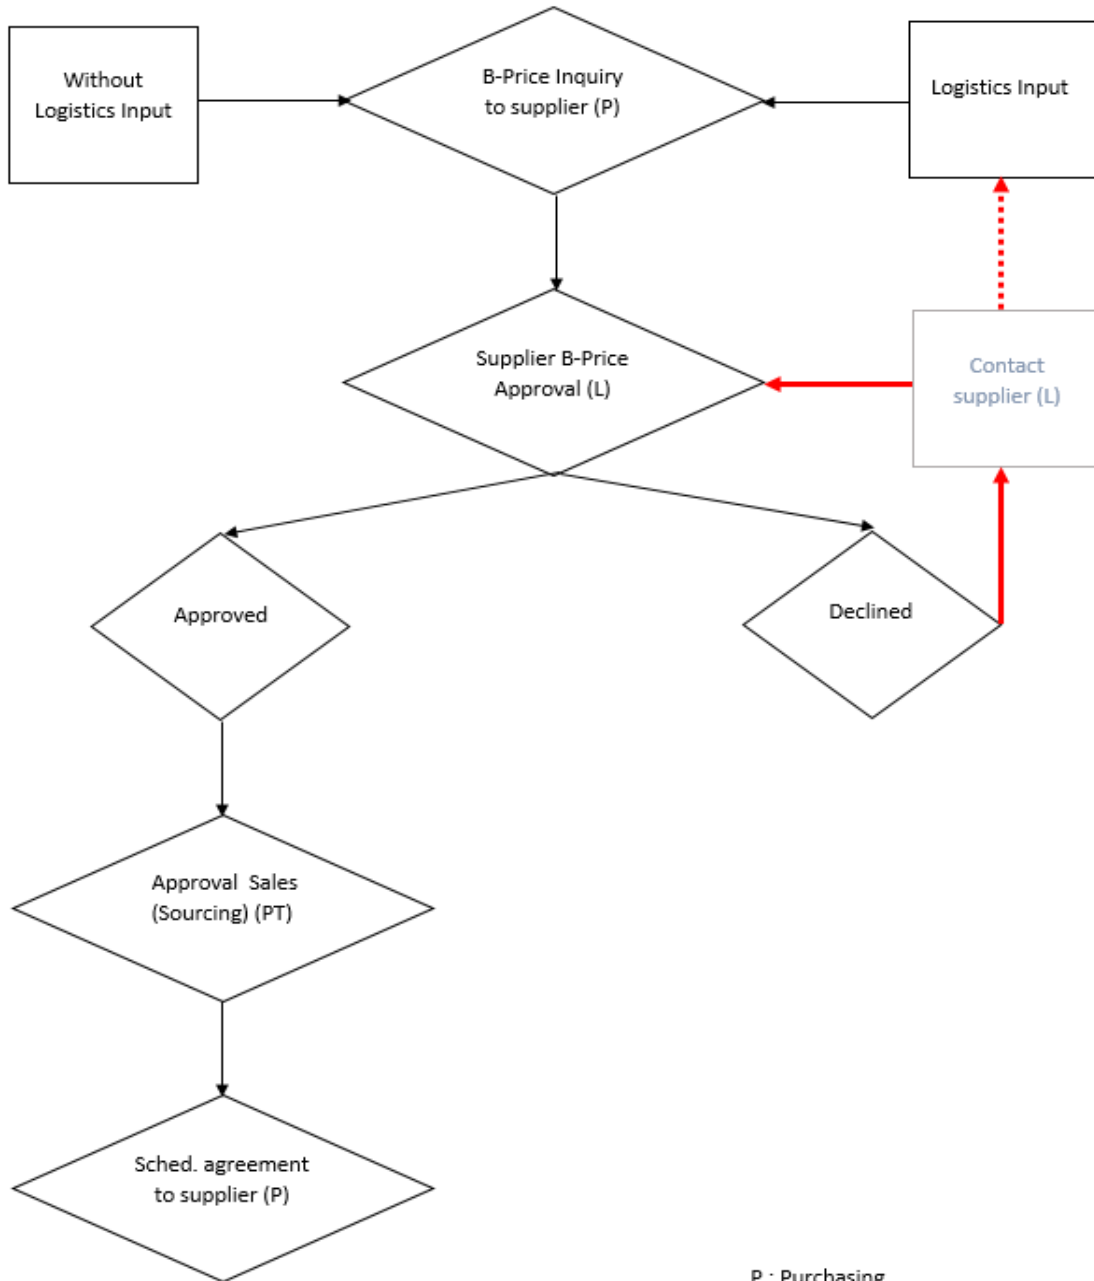 Without
Logistics Input
B-Price Inquiry
to supplier (P)
Logistics Input
Supplier B-Price
Approval (L)
Contact
supplier (L)
Approved
Declined
Approval  Sales
(Sourcing) (PT)
Sched. agreement
to supplier (P)
P : Purchasing